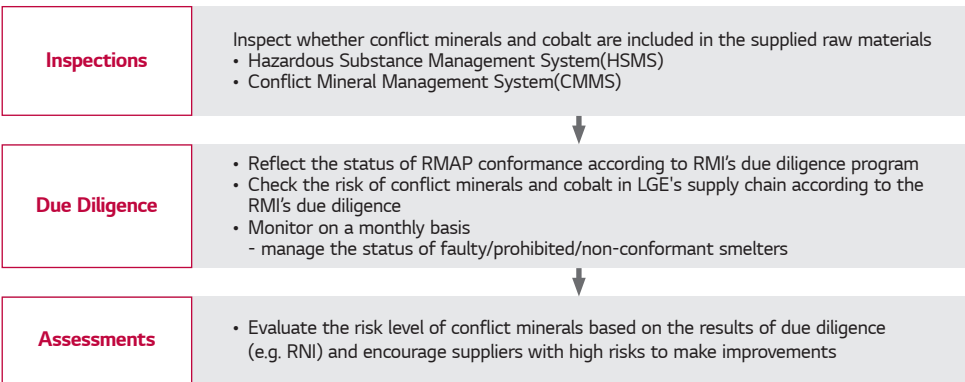 Inspections
Inspect whether conflict minerals and cobalt are included in the supplied raw materials
• Hazardous Substance Management System(HSMS)
• Conflict Mineral Management System(CMMS)
Due Diligence
• Reflect the status of RMAP conformance according to RMI's due diligence program
• Check the risk of conflict minerals and cobalt in LGE's supply chain according to the
RMI's due diligence
• Monitor on a monthly basis
- manage the status of faulty/prohibited/non-conformant smelters
Assessments
• Evaluate the risk level of conflict minerals based on the results of due diligence
(e.g. RNI) and encourage suppliers with high risks to make improvements